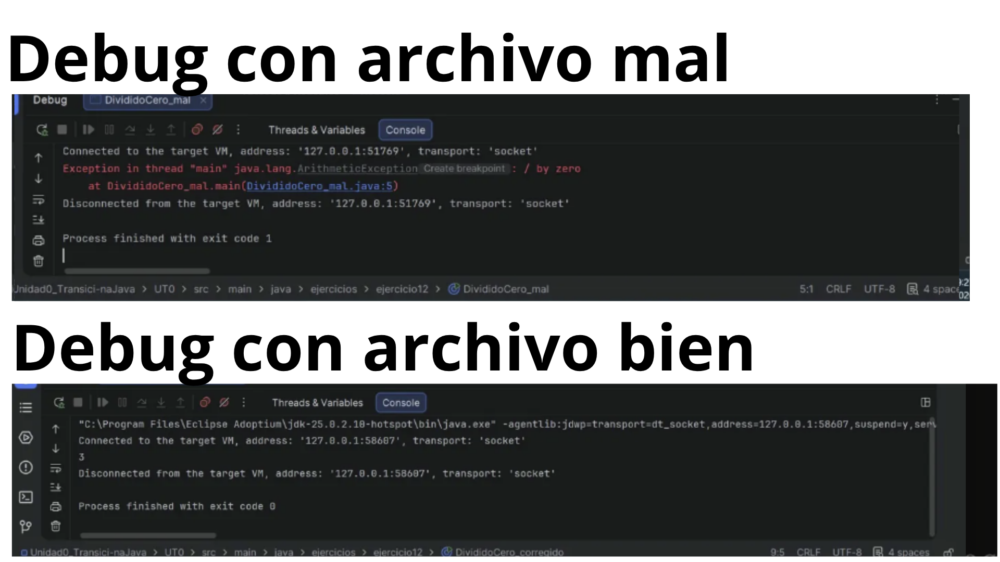 Debug con archivo mal
Debug DivididoCero_mal
Threads & Variables Console
Connected to the target VM, address: '127.0.0.1:51769', transport: 'socket'
Exception in thread "main" java.lang.ArithmeticException Create breakpoint : / by zero
at DivididoCero_mal.main(DivididoCero_mal.java:5)
Disconnected from the target VM, address: '127.0.0.1:51769', transport: 'socket'
Process finished with exit code 1
Unidad0_Transici-naJava > UT0 > src > main > java > ejercicios > ejercicio12 > DivididoCero_mal 5:1 CRLF UTF-8 4
Debug con archivo bien
Threads & Variables Console
"C:\Program Files\Eclipse Adoptium\jdk-25.0.2.10-hotspot\bin\java.exe" -agentlib:jdwp=transport=dt_socket,address=127.0.0.1:58607,suspend=y,serv
Connected to the target VM, address: '127.0.0.1:58607', transport: 'socket'
3
Disconnected from the target VM, address: '127.0.0.1:58607', transport: 'socket'
Process finished with exit code 0
Unidad0_Transici-naJava > UT0 > src > main > java > ejercicios > ejercicio12 > DivididoCero_corregido 9:5 CRLF UTF-8 4 spaces